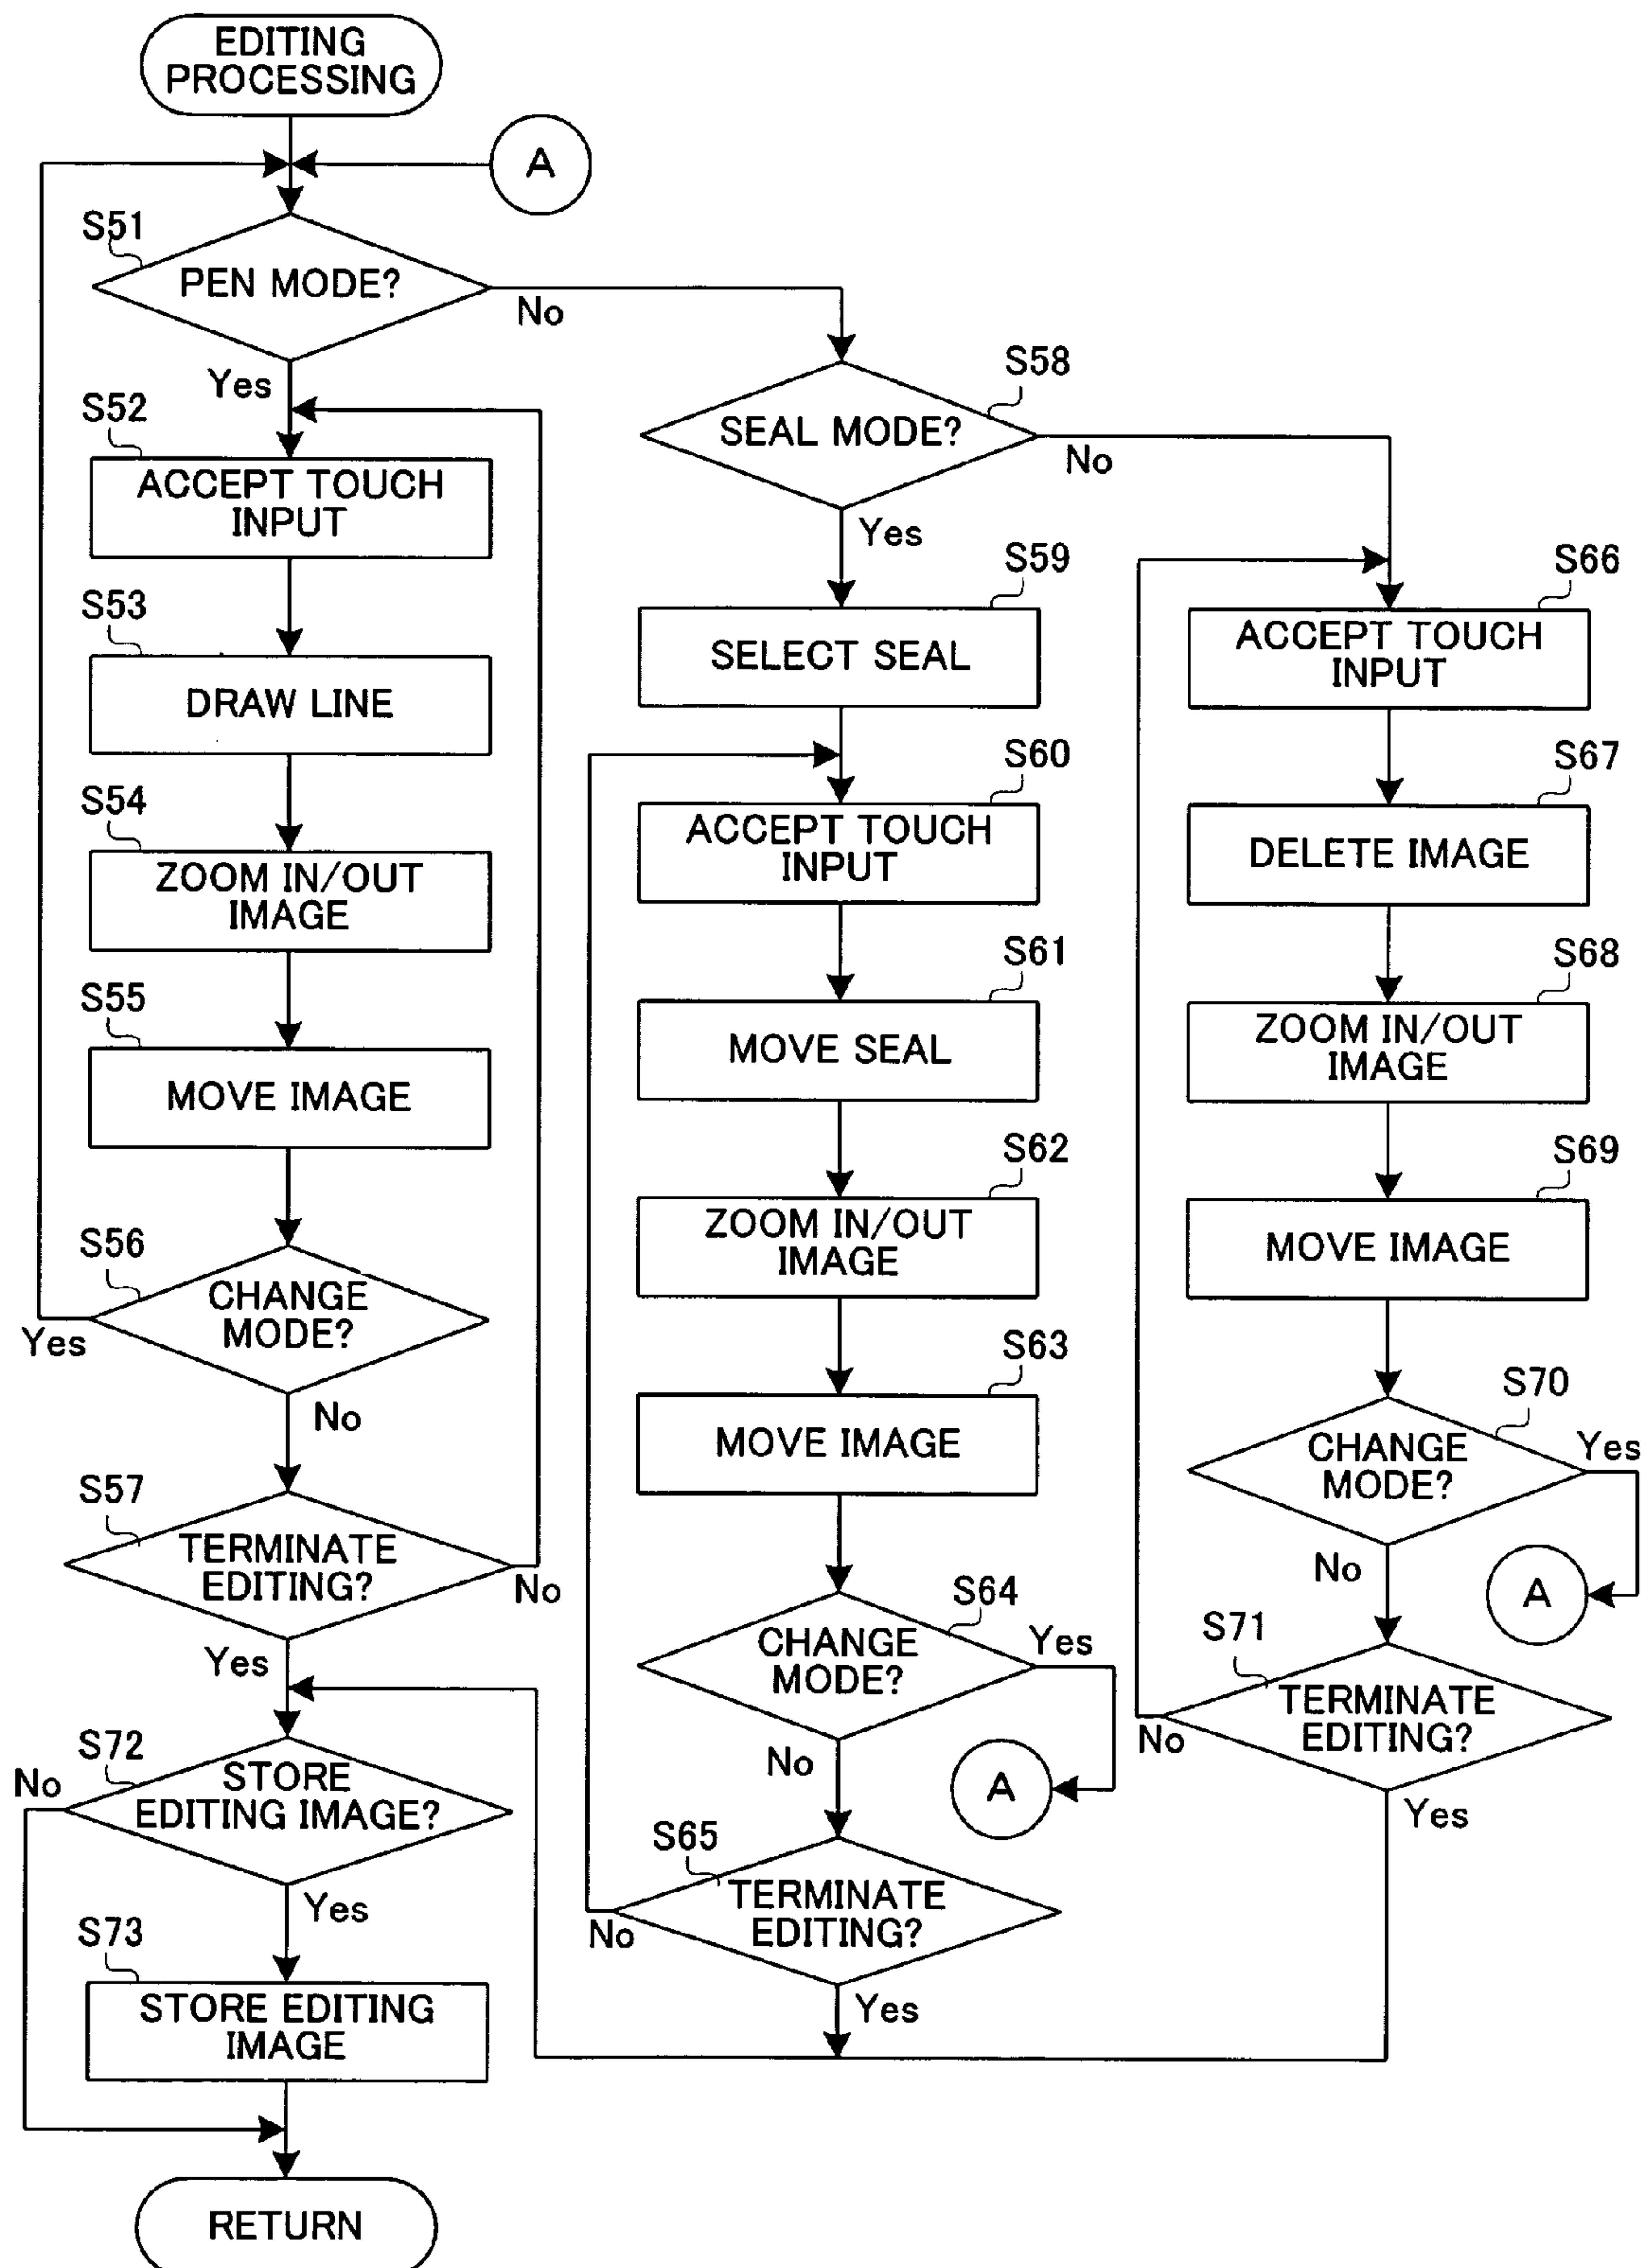 EDITING
PROCESSING
A
S51
PEN MODE?
No
Yes
S52
ACCEPT TOUCH
INPUT
S53
DRAW LINE
S54
ZOOM IN/OUT
IMAGE
S55
MOVE IMAGE
S56
CHANGE
MODE?
Yes
No
S57
TERMINATE
EDITING?
No
Yes
S58
SEAL MODE?
No
Yes
S59
SELECT SEAL
S60
ACCEPT TOUCH
INPUT
S61
MOVE SEAL
S62
ZOOM IN/OUT
IMAGE
S63
MOVE IMAGE
S64
CHANGE
MODE?
Yes
No
A
S65
TERMINATE
EDITING?
No
Yes
S66
ACCEPT TOUCH
INPUT
S67
DELETE IMAGE
S68
ZOOM IN/OUT
IMAGE
S69
MOVE IMAGE
S70
CHANGE
MODE?
Yes
No
A
S71
TERMINATE
EDITING?
No
Yes
S72
STORE
EDITING IMAGE?
No
Yes
S73
STORE EDITING
IMAGE
RETURN